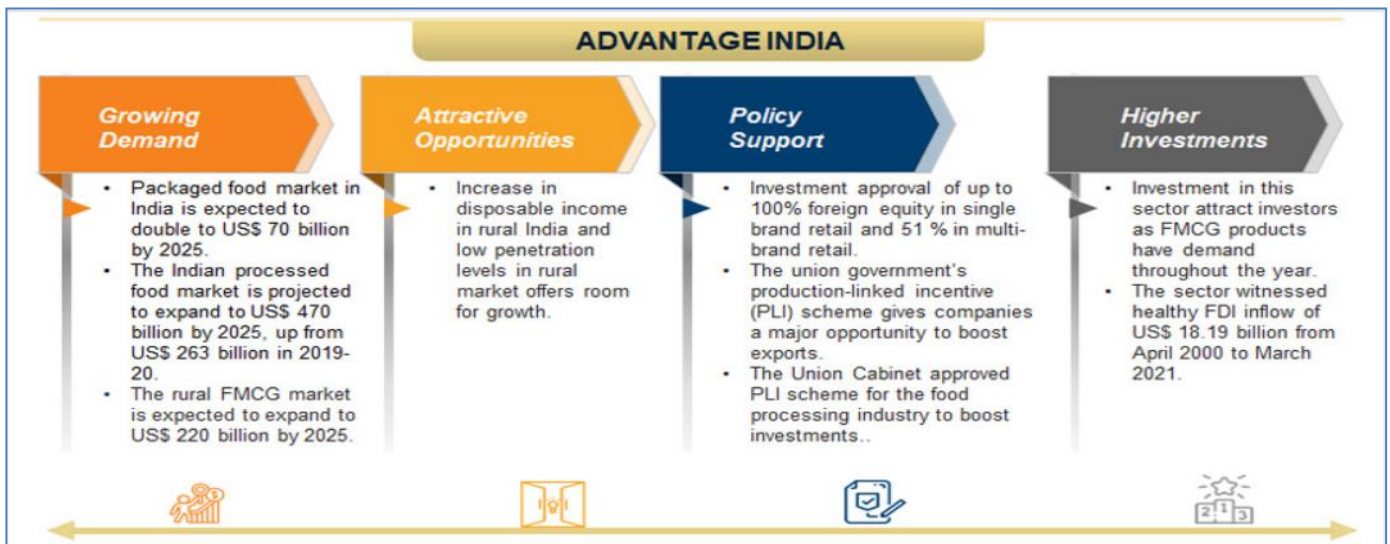 ADVANTAGE INDIA
Growing
Demand
• Packaged food market in
India is expected to
double to US$ 70 billion
by 2025.
• The Indian processed
food market is projected
to expand to US$ 470
billion by 2025, up from
US$ 263 billion in 2019-
20.
• The rural FMCG market
is expected to expand to
US$ 220 billion by 2025.
Attractive
Opportunities
• Increase in
disposable income
in rural India and
low penetration
levels in rural
market offers room
for growth.
Policy
Support
• Investment approval of up to
100% foreign equity in single
brand retail and 51 % in multi-
brand retail.
• The union government's
production-linked incentive
(PLI) scheme gives companies
a major opportunity to boost
exports.
• The Union Cabinet approved
PLI scheme for the food
processing industry to boost
investments..
Higher
Investments
• Investment in this
sector attract investors
as FMCG products
have demand
throughout the year.
• The sector witnessed
healthy FDI inflow of
US$ 18.19 billion from
April 2000 to March
2021.
2 1 3